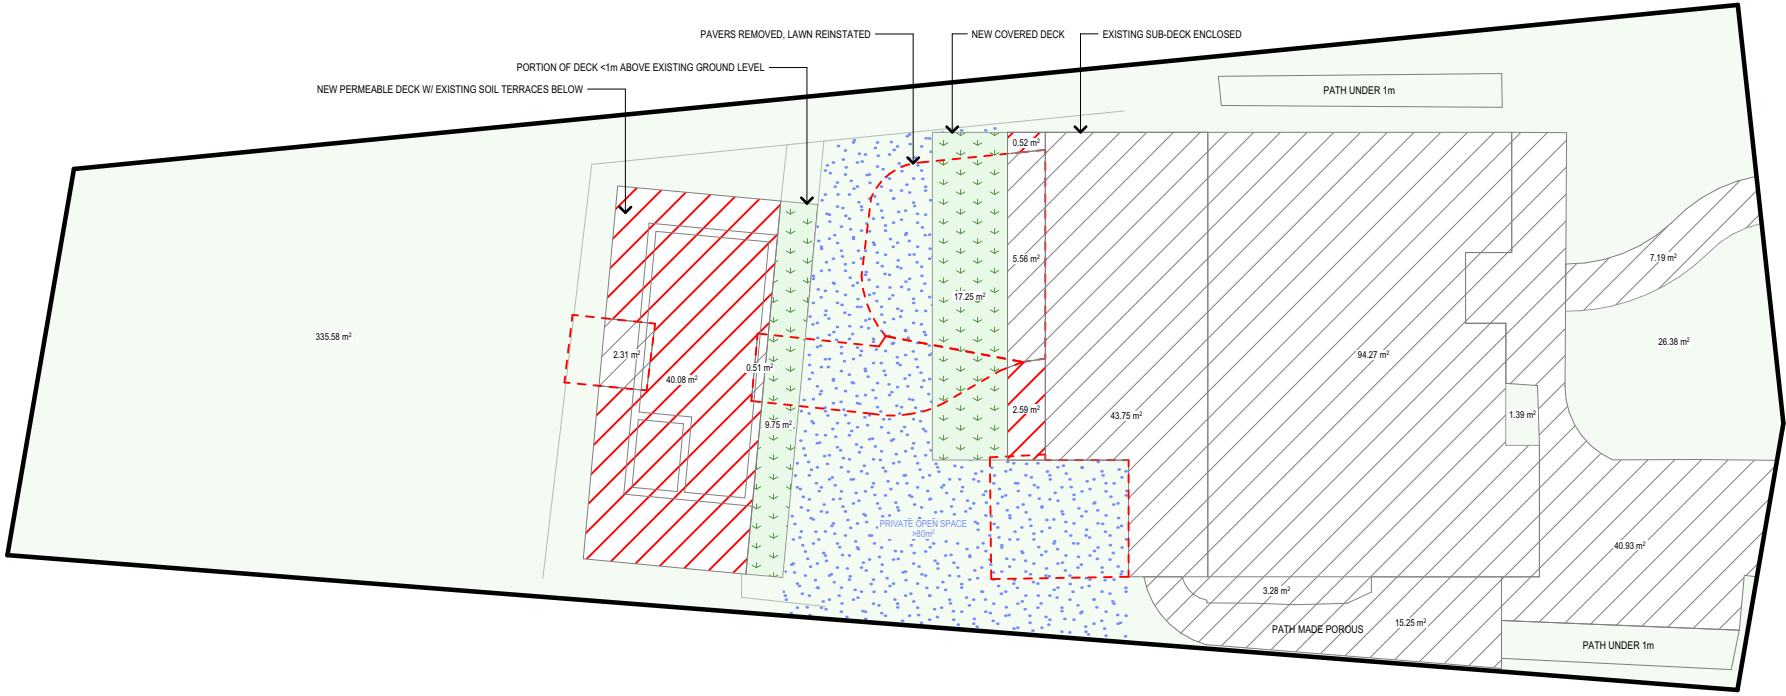 PAVERS REMOVED, LAWN REINSTATED
NEW COVERED DECK
EXISTING SUB-DECK ENCLOSED
PORTION OF DECK <1m ABOVE EXISTING GROUND LEVEL
NEW PERMEABLE DECK W/ EXISTING SOIL TERRACES BELOW
PATH UNDER 1m
0.52 m²
5.56 m²
7.19 m²
17.25 m²
335.58 m²
26.38 m²
2.31 m²
94.27 m²
0.51 m²
40.08 m²
2.59 m²
43.75 m²
1.39 m²
9.75 m²
PRIVATE OPEN SPACE
>80m²
40.93 m²
3.28 m²
15.25 m²
PATH MADE POROUS
PATH UNDER 1m